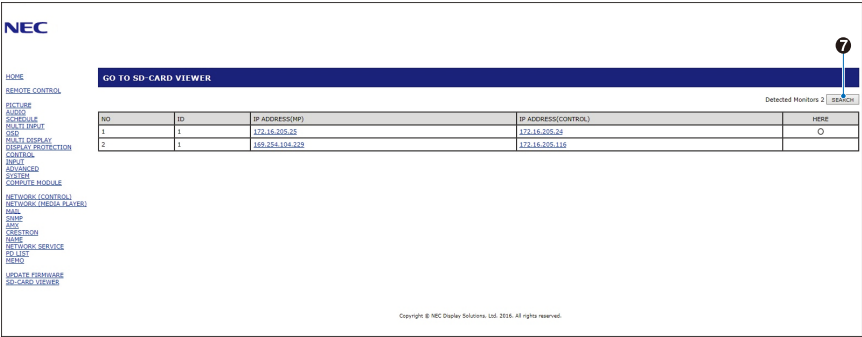 NEC
7
HOME
GO TO SD-CARD VIEWER
REMOTE CONTROL
Detected Monitors 2 SEARCH
PICTURE
AUDIO
SCHEDULE
MULTI INPUT
OSD
MULTI DISPLAY
DISPLAY PROTECTION
CONTROL
INPUT
ADVANCED
SYSTEM
COMPUTE MODULE
NO ID IP ADDRESS(MP) IP ADDRESS(CONTROL) HERE
1 1 172.16.205.25 172.16.205.24 O
2 1 169.254.104.229 172.16.205.116
NETWORK (CONTROL)
NETWORK (MEDIA PLAYER)
MAIL
SNMP
AMX
CRESTRON
NAME
NETWORK SERVICE
PD LIST
MEMO
UPDATE FIRMWARE
SD-CARD VIEWER
Copyright © NEC Display Solutions, Ltd. 2016. All rights reserved.